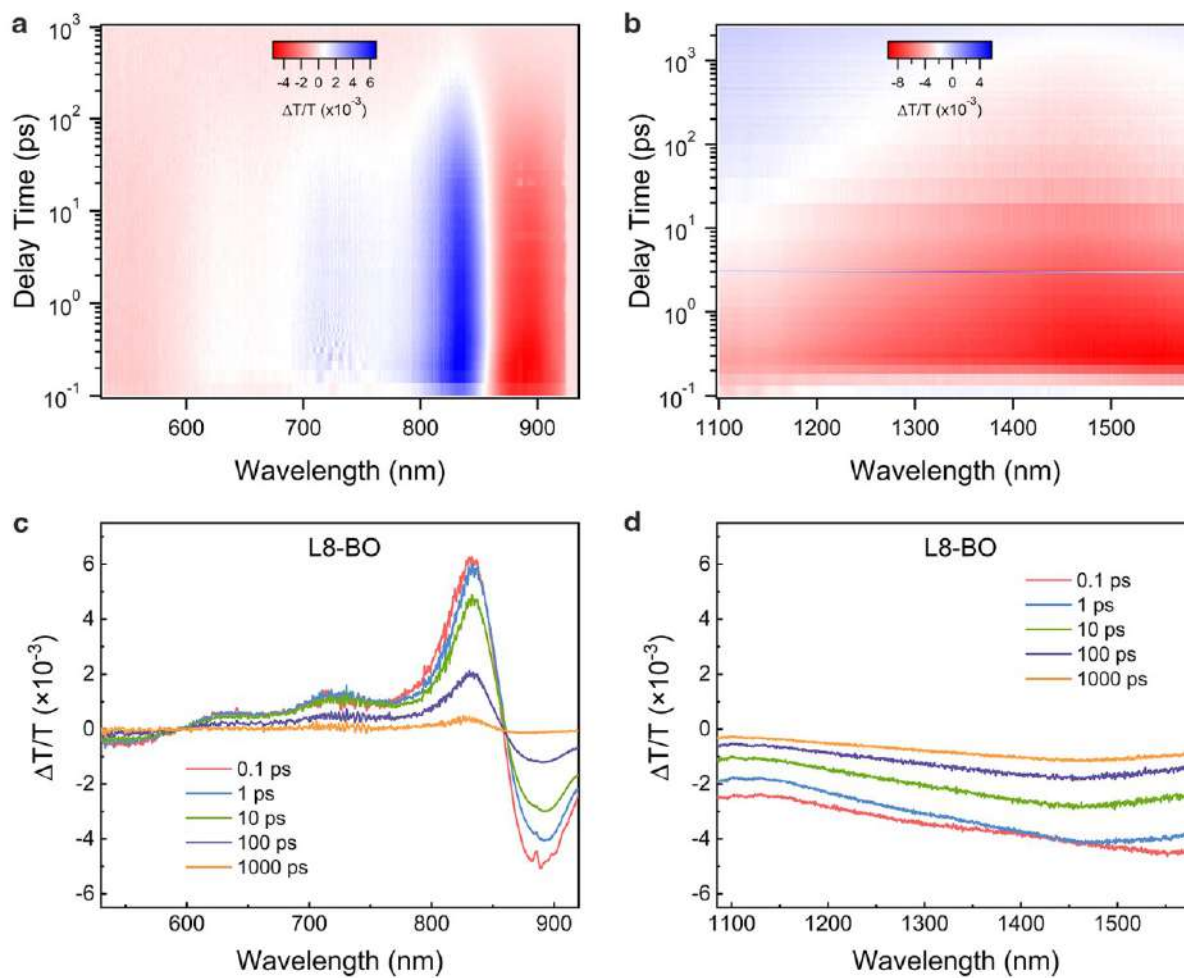 a
b
10³
10²
10¹
10⁰
10⁻¹
Delay Time (ps)
-4 -2 0 2 4 6
ΔT/T (x10⁻³)
600 700 800 900
Wavelength (nm)
10³
10²
10¹
10⁰
10⁻¹
Delay Time (ps)
-8 -4 0 4
ΔT/T (x10⁻³)
1100 1200 1300 1400 1500
Wavelength (nm)
c
d
L8-BO
6
4
2
0
-2
-4
-6
ΔT/T (×10⁻³)
0.1 ps
1 ps
10 ps
100 ps
1000 ps
600 700 800 900
Wavelength (nm)
L8-BO
6
4
2
0
-2
-4
-6
ΔT/T (×10⁻³)
0.1 ps
1 ps
10 ps
100 ps
1000 ps
1100 1200 1300 1400 1500
Wavelength (nm)